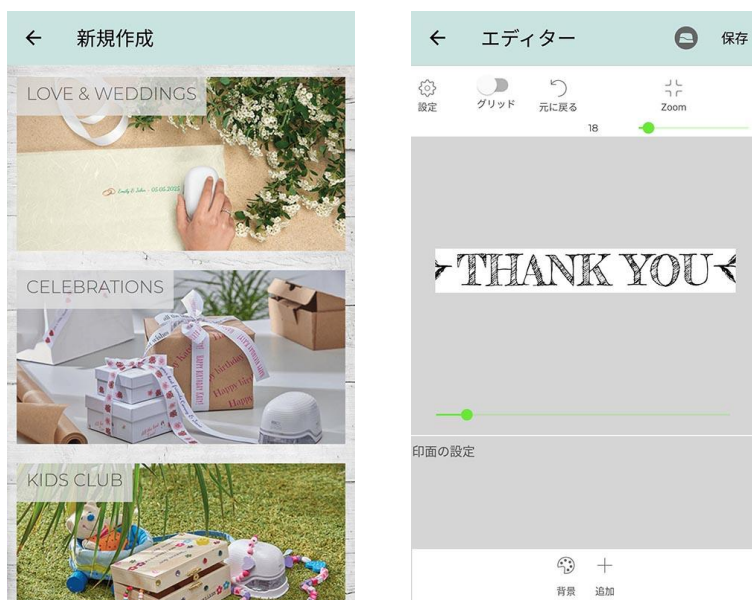 新規作成
LOVE & WEDDINGS
Emily & John - 05.06.2022
CELEBRATIONS
Happy birthday
Happy birthday
KIDS CLUB
エディター
保存
設定
グリッド
元に戻る
Zoom
18
THANK YOU
印面の設定
背景
追加